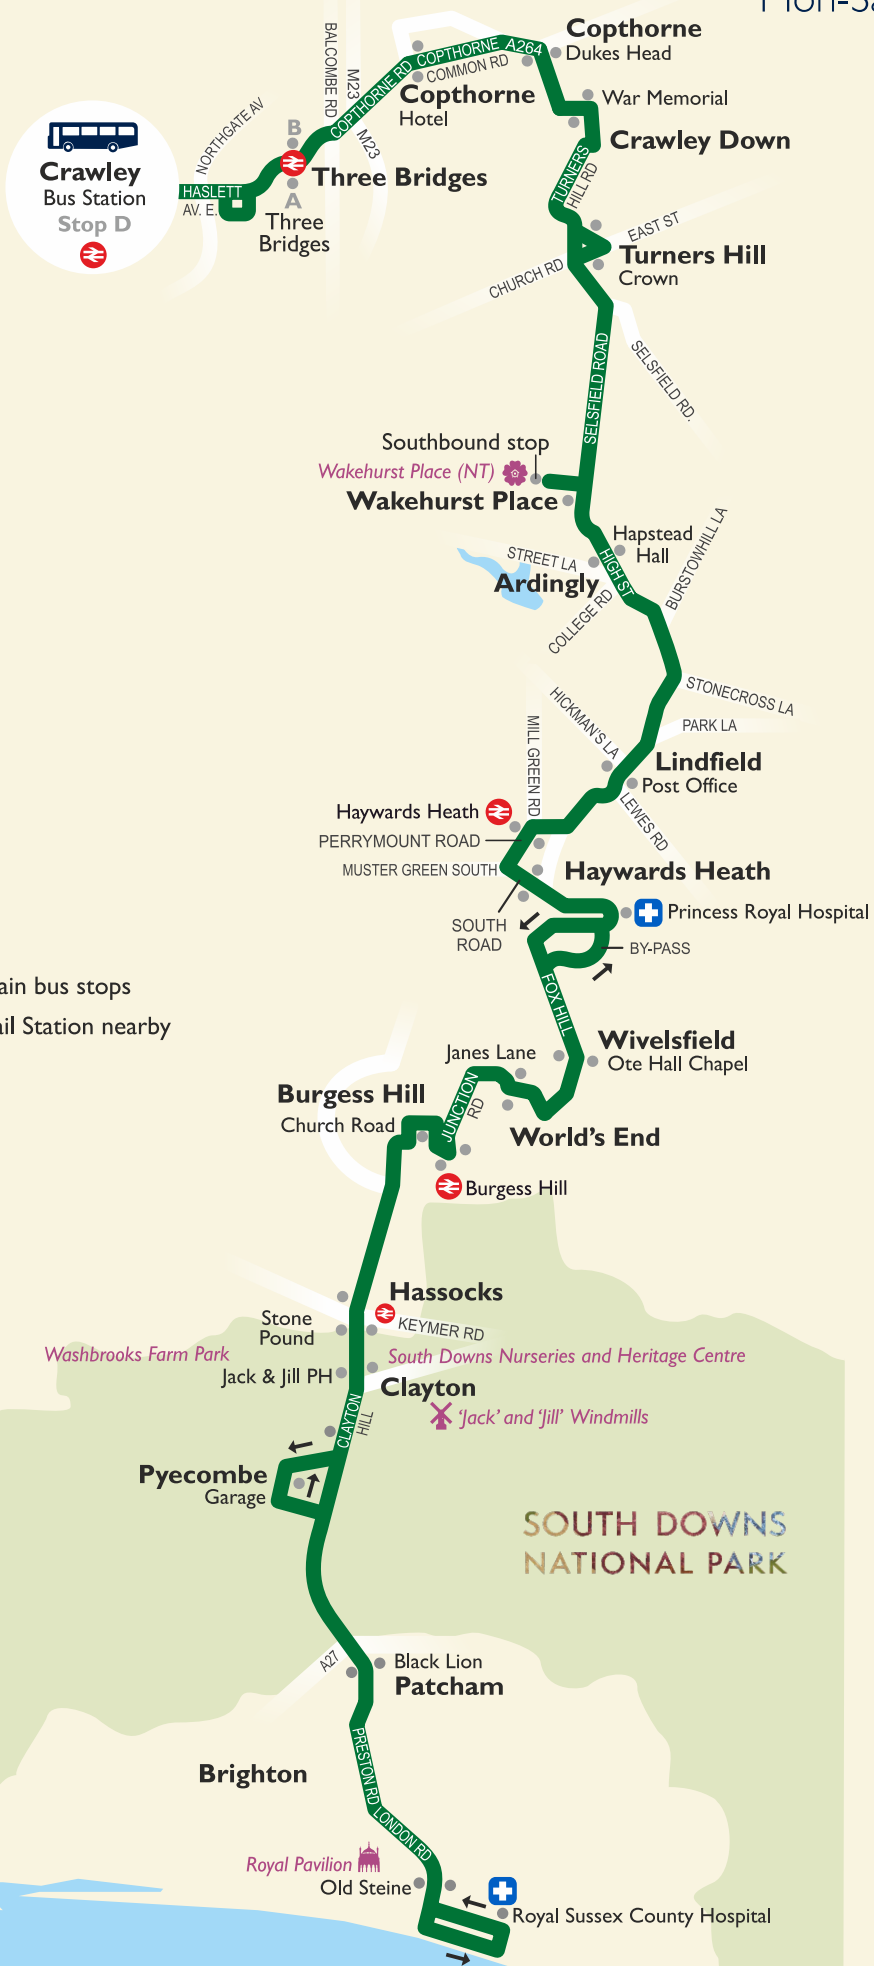 Mon-Sa
Copthorne
Dukes Head
BALCOMBE RD
M23
COPTHORNE RD
COPTHORNE A264
COMMON RD
Copthorne
Hotel
War Memorial
Crawley Down
NORTHGATE AV
B
M23
Crawley
Bus Station
Stop D
HASLETT
AV. E.
Three Bridges
A
Three
Bridges
TURNERS
HILL RD
EAST ST
Turners Hill
Crown
CHURCH RD
SELSFIELD ROAD
SELSFIELD RD.
Southbound stop
Wakehurst Place (NT)
Wakehurst Place
Hapstead
Hall
BURSTOWHILL LA
STREET LA
HIGH ST
Ardingly
COLLEGE RD
STONECROSS LA
HICKMAN'S LA
PARK LA
MILL GREEN RD
Lindfield
Post Office
LEWES RD
Haywards Heath
PERRYMOUNT ROAD
MUSTER GREEN SOUTH
Haywards Heath
Princess Royal Hospital
SOUTH
ROAD
BY-PASS
FOX HILL
ain bus stops
ail Station nearby
Wivelsfield
Ote Hall Chapel
Janes Lane
Burgess Hill
Church Road
JUNCTION
RD
World's End
Burgess Hill
Hassocks
Stone
Pound
KEYMER RD
Washbrooks Farm Park
South Downs Nurseries and Heritage Centre
Jack & Jill PH
Clayton
'Jack' and 'Jill' Windmills
CLAYTON
HILL
Pyecombe
Garage
SOUTH DOWNS
NATIONAL PARK
A27
Black Lion
Patcham
PRESTON RD
Brighton
LONDON RD
Royal Pavilion
Old Steine
Royal Sussex County Hospital